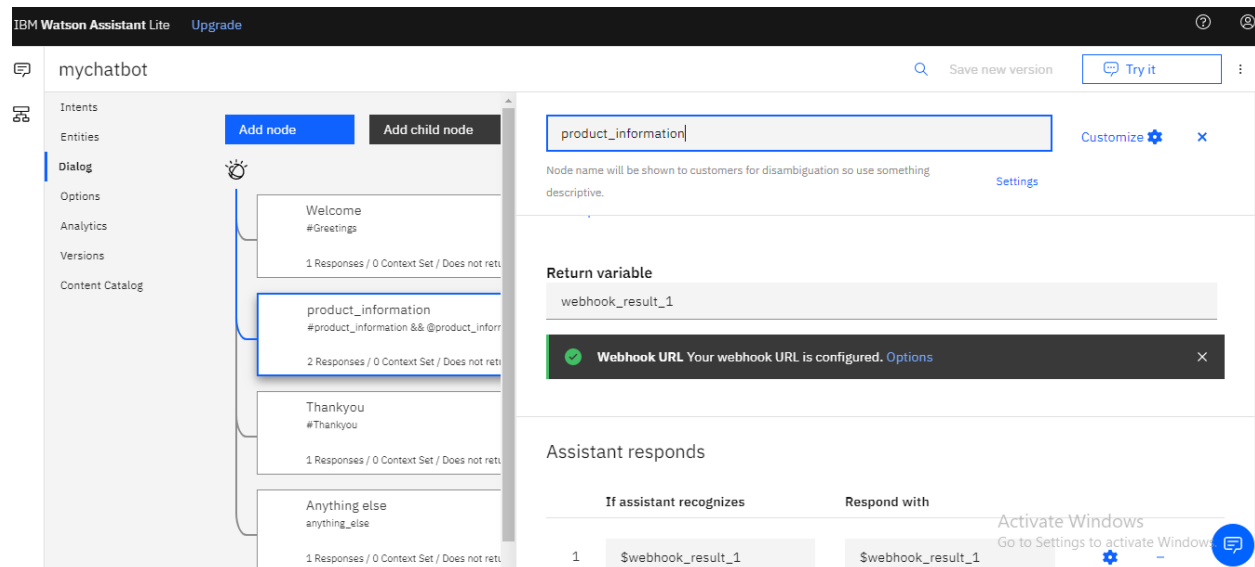 IBM Watson Assistant Lite Upgrade
mychatbot
Save new version
Try it
Intents
Entities
Dialog
Options
Analytics
Versions
Content Catalog
Add node
Add child node
Welcome
#Greetings
1 Responses / 0 Context Set / Does not retu
product_information
#product_information && @product_inforr
2 Responses / 0 Context Set / Does not retu
Thankyou
#Thankyou
1 Responses / 0 Context Set / Does not retu
Anything else
anything_else
1 Responses / 0 Context Set / Does not retu
product_information
Customize
Node name will be shown to customers for disambiguation so use something
descriptive.
Settings
Return variable
webhook_result_1
Webhook URL Your webhook URL is configured. Options
Assistant responds
If assistant recognizes
Respond with
1
$webhook_result_1
$webhook_result_1
Activate Windows
Go to Settings to activate Windows